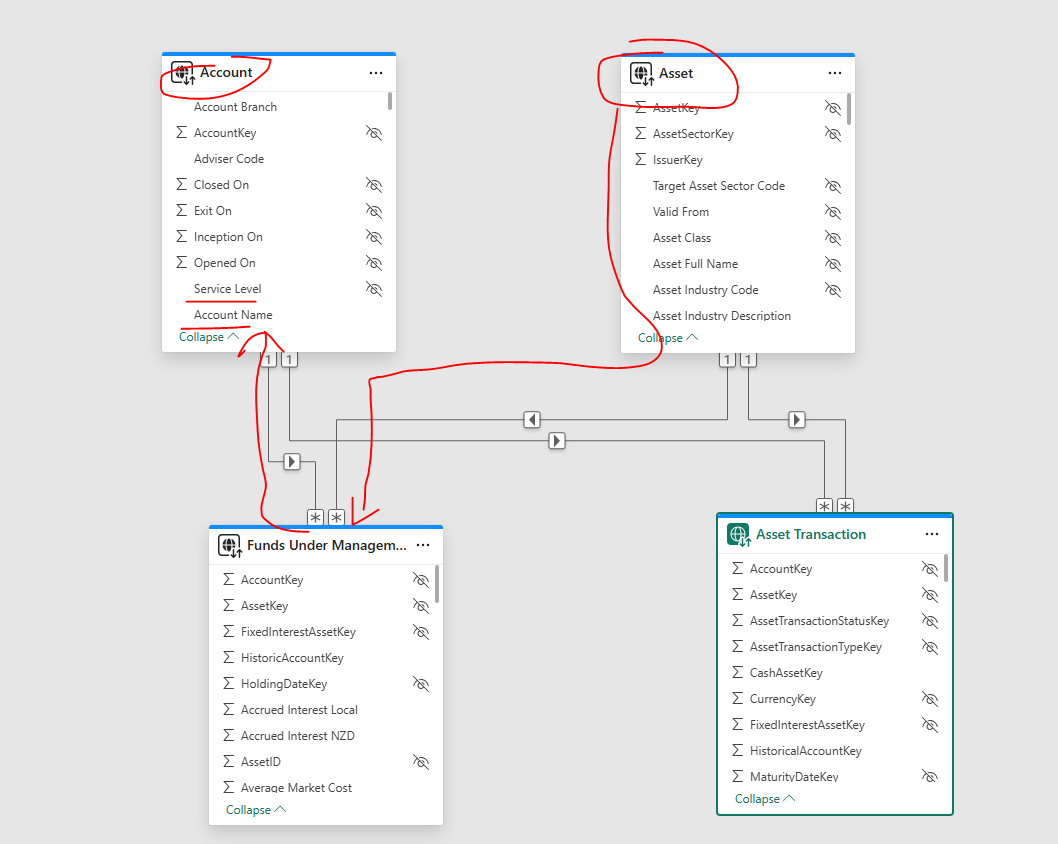 Account
Account Branch
AccountKey
Adviser Code
Closed On
Exit On
Inception On
Opened On
Service Level
Account Name
Collapse
Asset
AssetKey
AssetSectorKey
IssuerKey
Target Asset Sector Code
Valid From
Asset Class
Asset Full Name
Asset Industry Code
Asset Industry Description
Collapse
1
1
1
1
*
*
*
*
Funds Under Managem...
AccountKey
AssetKey
FixedInterestAssetKey
HistoricAccountKey
HoldingDateKey
Accrued Interest Local
Accrued Interest NZD
AssetID
Average Market Cost
Collapse
Asset Transaction
AccountKey
AssetKey
AssetTransactionStatusKey
AssetTransactionTypeKey
CashAssetKey
CurrencyKey
FixedInterestAssetKey
HistoricalAccountKey
MaturityDateKey
Collapse